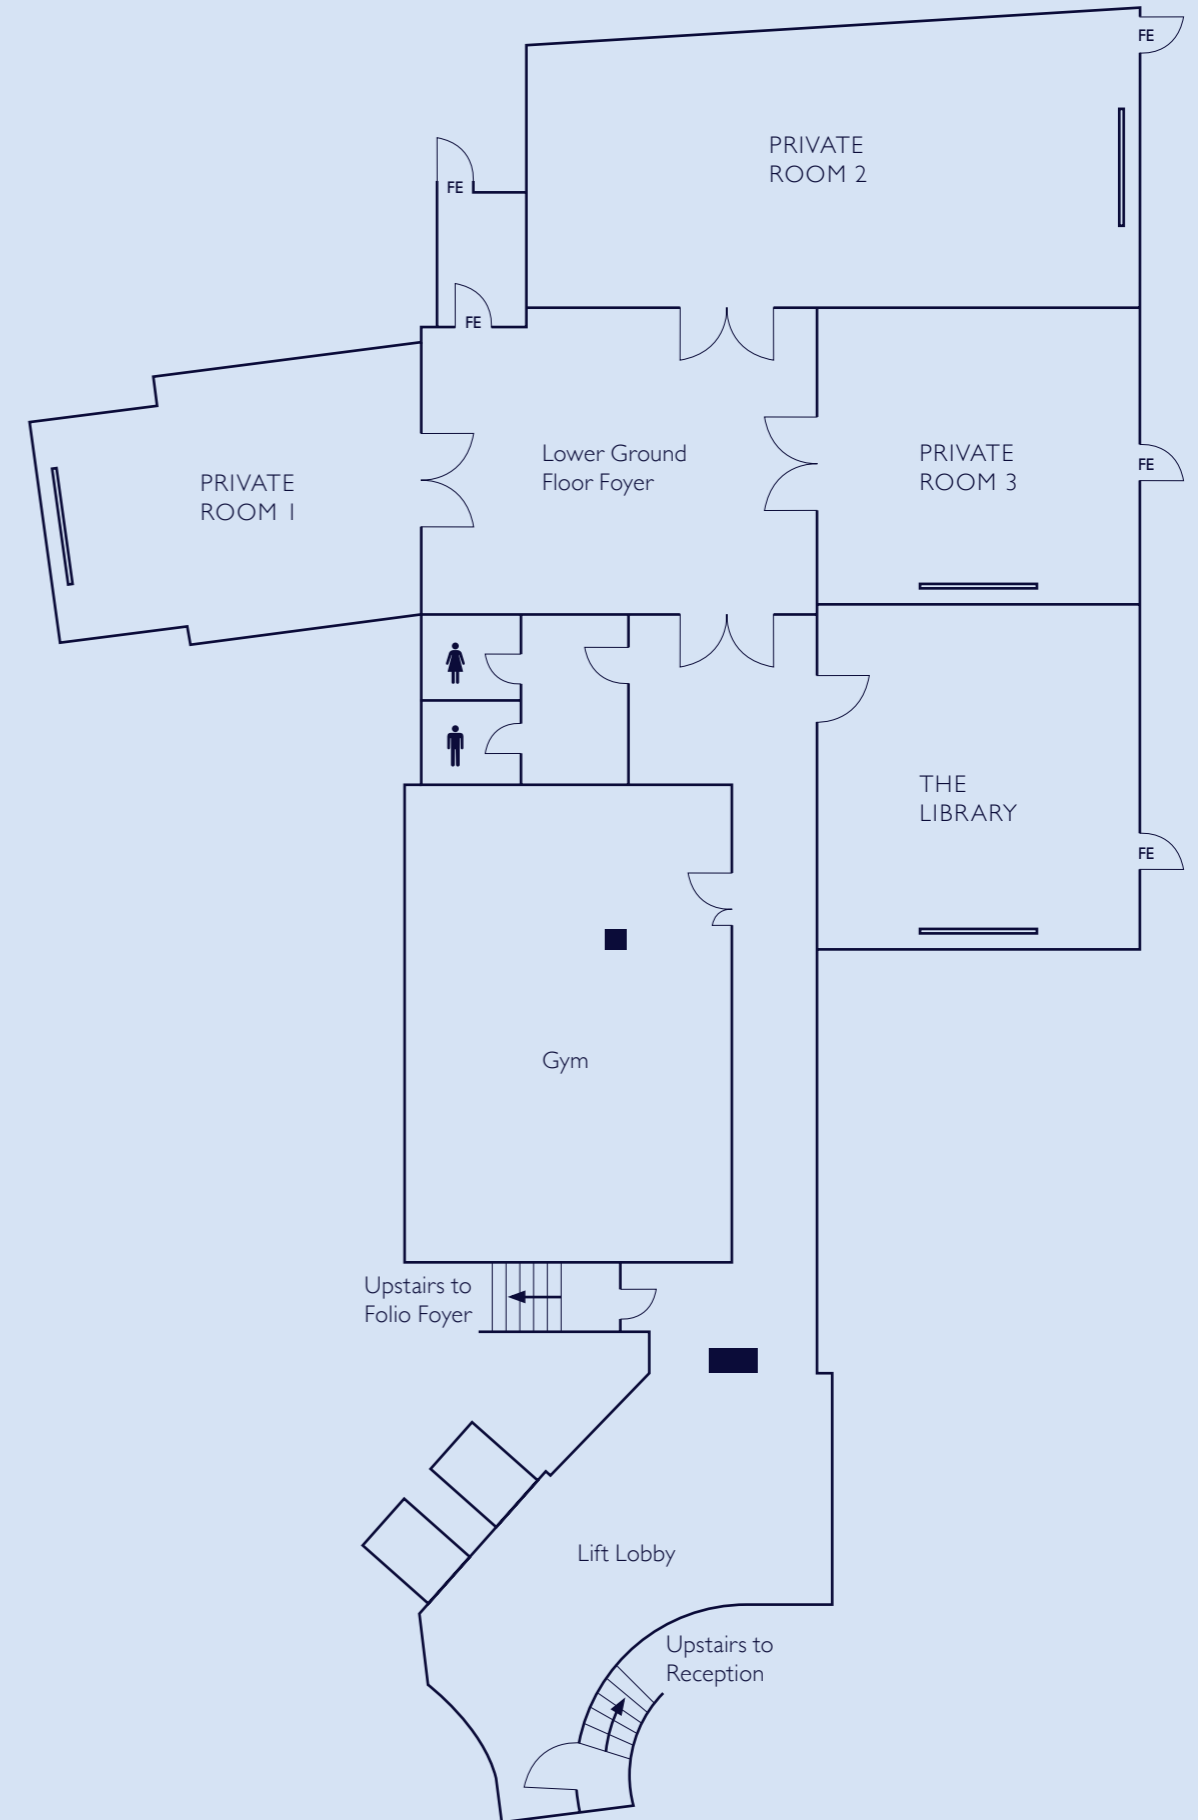 FE
PRIVATE
ROOM 2
FE
FE
Lower Ground
Floor Foyer
PRIVATE
ROOM 3
FE
PRIVATE
ROOM 1
THE
LIBRARY
FE
Gym
Upstairs to
Folio Foyer
Lift Lobby
Upstairs to
Reception